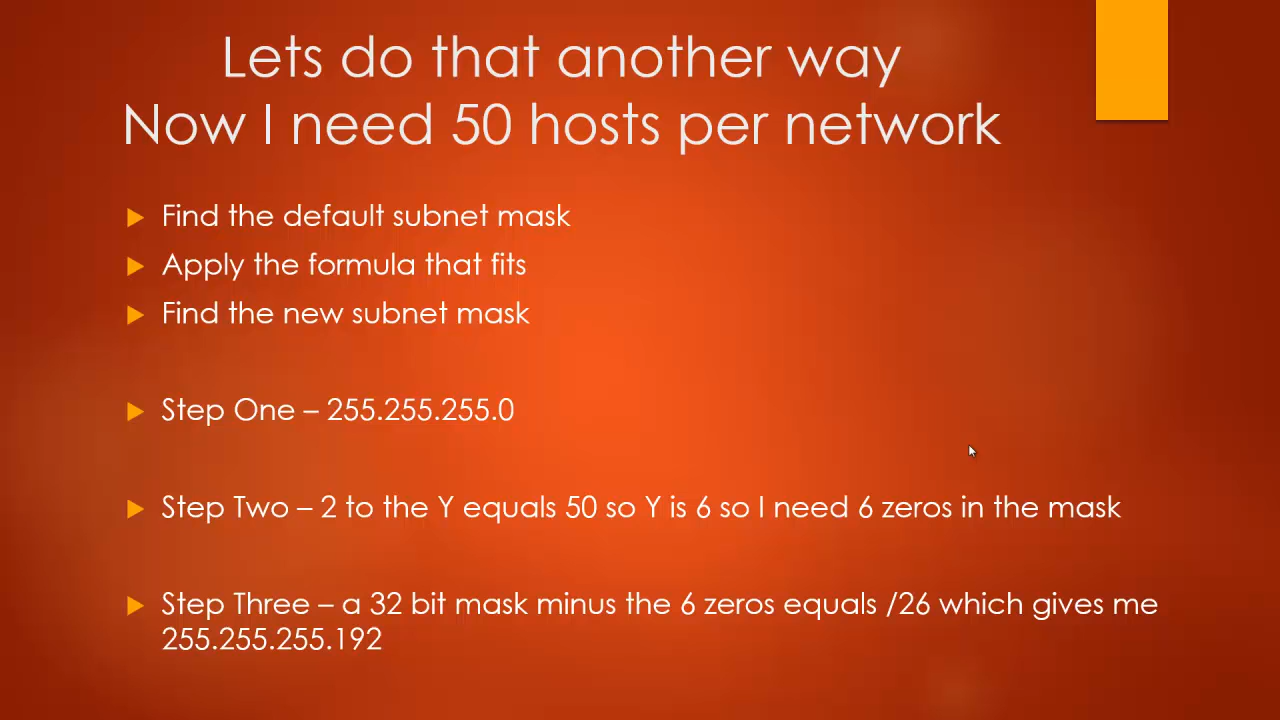 Lets do that another way
Now I need 50 hosts per network
Find the default subnet mask
Apply the formula that fits
Find the new subnet mask
Step One – 255.255.255.0
Step Two – 2 to the Y equals 50 so Y is 6 so I need 6 zeros in the mask
Step Three – a 32 bit mask minus the 6 zeros equals /26 which gives me
255.255.255.192